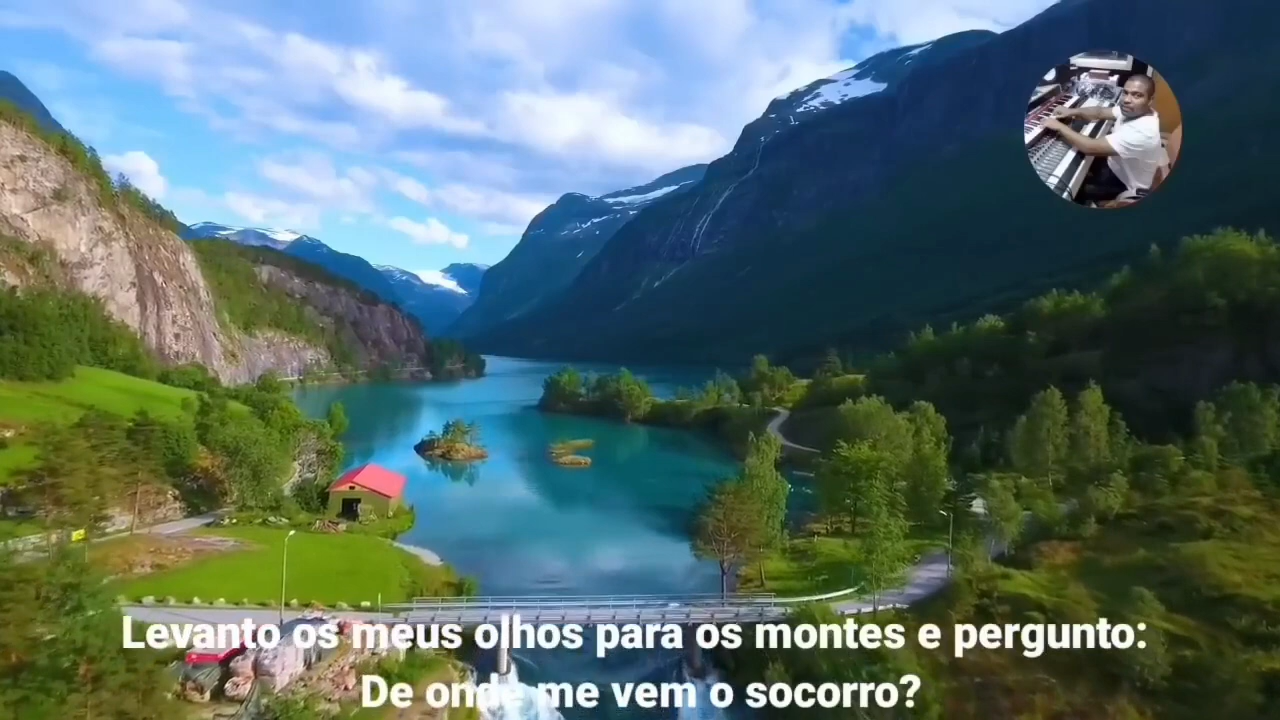 Levanto os meus olhos para os montes e pergunto:
De onde me vem o socorro?